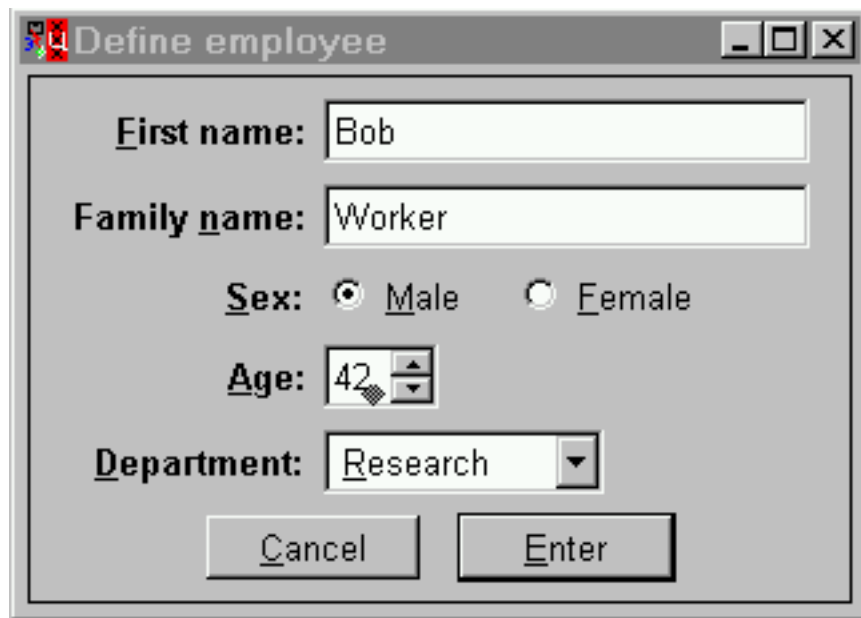 Define employee
First name: Bob
Family name: Worker
Sex: Male Female
Age: 42
Department: Research
Cancel Enter